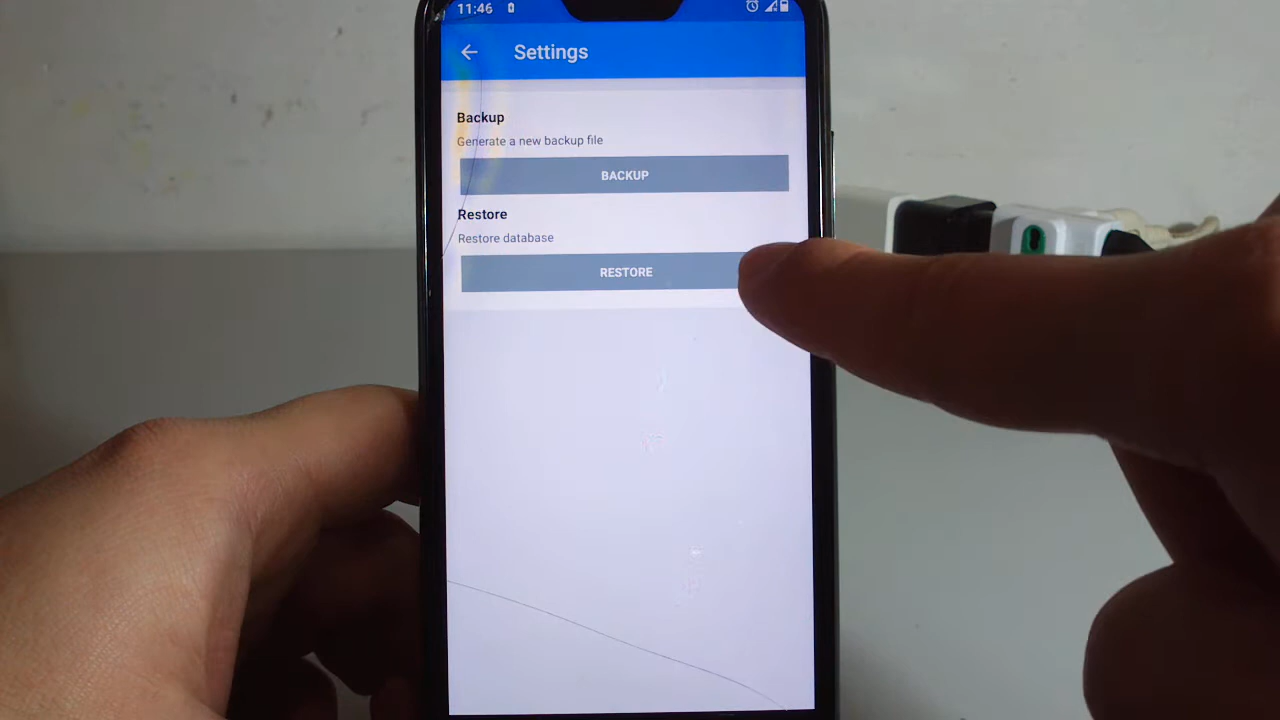 11:46
Settings
Backup
Generate a new backup file
BACKUP
Restore
Restore database
RESTORE